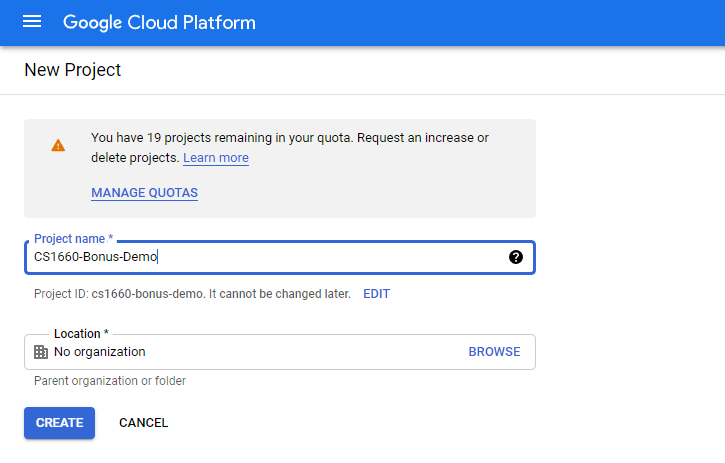 Google Cloud Platform
New Project
You have 19 projects remaining in your quota. Request an increase or
delete projects. Learn more
MANAGE QUOTAS
Project name *
CS1660-Bonus-Demo
Project ID: cs1660-bonus-demo. It cannot be changed later. EDIT
Location *
No organization BROWSE
Parent organization or folder
CREATE CANCEL